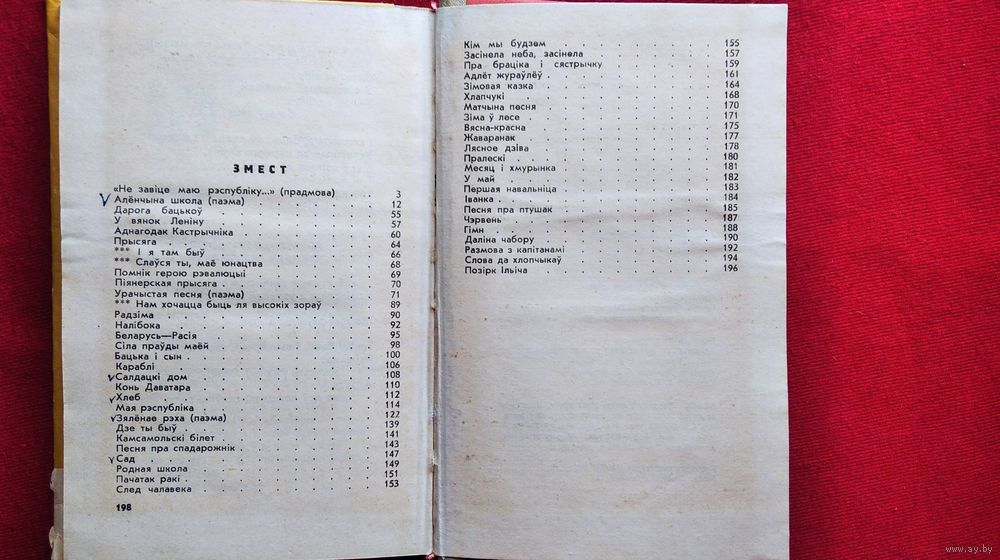 ЗМЕСТ
«Не завіце маю рэспубліку...» (прадмова) . . 3
Алёнчына школа (паэма) 12
Дарога бацькоў 55
У вянок Леніну 57
Аднагодак Кастрычніка 60
Прысяга 64
*** І я там быў 66
*** Слаўся ты, маё юнацтва 68
Помнік герою рэвалюцыі 69
Піянерская прысяга 70
Урачыстая песня (паэма) 71
*** Нам хочацца быць ля высокіх зораў 89
Радзіма 90
Налібока 92
Беларусь—Расія 95
Сіла праўды маёй 98
Бацька і сын 100
Караблі 106
Салдацкі дом 108
Конь Даватара 110
Хлеб 112
Мая рэспубліка 114
Зялёнае рэха (паэма) 122
Дзе ты быў 139
Камсамольскі білет 141
Песня пра спадарожнік 143
Сад 147
Родная школа 149
Пачатак ракі 151
След чалавека 153
198
Кім мы будзем 155
Засінела неба, засінела 157
Пра браціка і сястрычку 159
Адлёт жураўлёў 161
Зімовая казка 164
Хлапчукі 168
Матчына песня 170
Зіма ў лесе 171
Вясна-красна 175
Жаваранак 177
Лясное дзіва 178
Пралескі 180
Месяц і хмурынка 181
У май 182
Першая навальніца 183
Іванка 184
Песня пра птушак 185
Чэрвень 187
Гімн 188
Даліна чабору 190
Размова з капітанамі 192
Слова да хлопчыкаў 194
Позірк Ільіча 196
www.ay.by